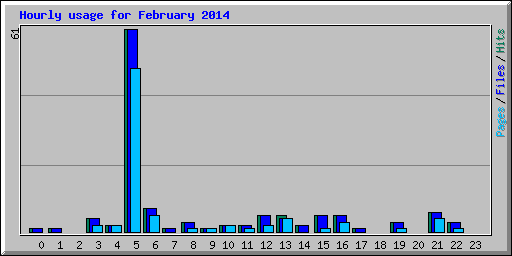 Hourly usage for February 2014
61
Pages/Files/Hits
0 1 2 3 4 5 6 7 8 9 10 11 12 13 14 15 16 17 18 19 20 21 22 23